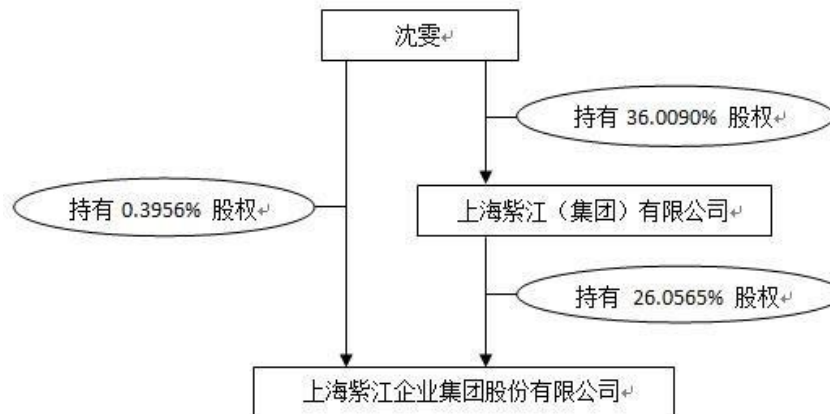 沈雯
持有 36.0090% 股权
持有 0.3956% 股权
上海紫江（集团）有限公司
持有 26.0565% 股权
上海紫江企业集团股份有限公司